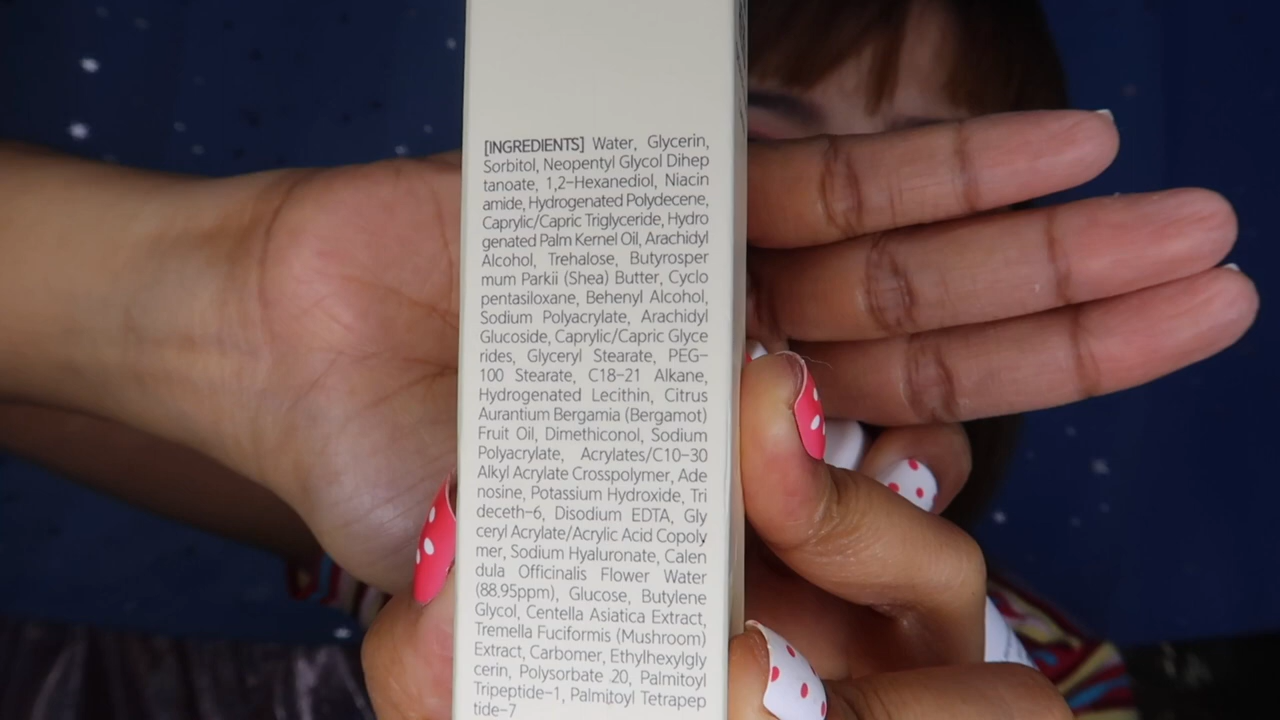 [INGREDIENTS] Water, Glycerin,
Sorbitol, Neopentyl Glycol Dihep
tanoate, 1,2-Hexanediol, Niacin
amide, Hydrogenated Polydecene,
Caprylic/Capric Triglyceride, Hydro
genated Palm Kernel Oil, Arachidyl
Alcohol, Trehalose, Butyrosper
mum Parkii (Shea) Butter, Cyclo
pentasiloxane, Behenyl Alcohol,
Sodium Polyacrylate, Arachidyl
Glucoside, Caprylic/Capric Glyce
rides, Glyceryl Stearate, PEG-
100 Stearate, C18-21 Alkane,
Hydrogenated Lecithin, Citrus
Aurantium Bergamia (Bergamot)
Fruit Oil, Dimethiconol, Sodium
Polyacrylate, Acrylates/C10-30
Alkyl Acrylate Crosspolymer, Ade
nosine, Potassium Hydroxide, Tri
deceth-6, Disodium EDTA, Gly
ceryl Acrylate/Acrylic Acid Copoly
mer, Sodium Hyaluronate, Calen
dula Officinalis Flower Water
(88.95ppm), Glucose, Butylene
Glycol, Centella Asiatica Extract,
Tremella Fuciformis (Mushroom)
Extract, Carbomer, Ethylhexylgly
cerin, Polysorbate 20, Palmitoyl
Tripeptide-1, Palmitoyl Tetrapep
tide-7